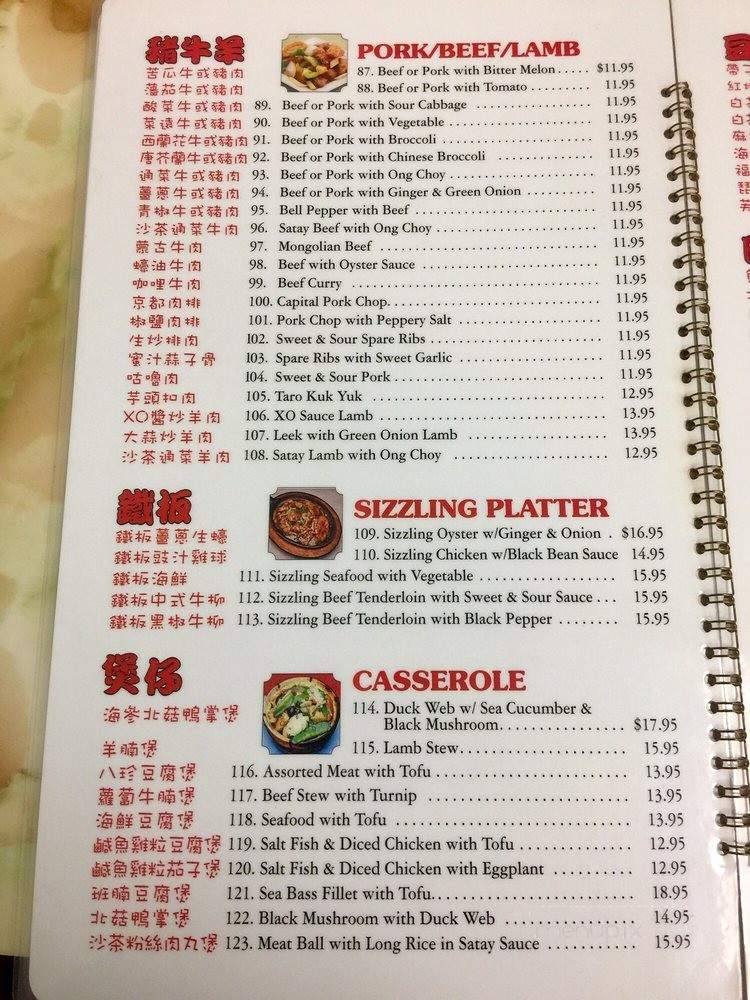 豬牛羊 PORK/BEEF/LAMB
苦瓜牛或豬肉 87. Beef or Pork with Bitter Melon..... $11.95
蕃茄牛或豬肉 88. Beef or Pork with Tomato ......... 11.95
酸菜牛或豬肉 89. Beef or Pork with Sour Cabbage .................. 11.95
菜遠牛或豬肉 90. Beef or Pork with Vegetable ...................... 11.95
西蘭花牛或豬肉 91. Beef or Pork with Broccoli ....................... 11.95
唐芥蘭牛或豬肉 92. Beef or Pork with Chinese Broccoli ............... 11.95
通菜牛或豬肉 93. Beef or Pork with Ong Choy ...................... 11.95
薑蔥牛或豬肉 94. Beef or Pork with Ginger & Green Onion .......... 11.95
青椒牛或豬肉 95. Bell Pepper with Beef ........................... 11.95
沙茶通菜牛肉 96. Satay Beef with Ong Choy ........................ 11.95
蒙古牛肉 97. Mongolian Beef ................................ 11.95
蠔油牛肉 98. Beef with Oyster Sauce .......................... 11.95
咖哩牛肉 99. Beef Curry .................................... 11.95
京都肉排 100. Capital Pork Chop............................... 11.95
椒鹽肉排 101. Pork Chop with Peppery Salt .................... 11.95
生炒排肉 102. Sweet & Sour Spare Ribs ......................... 11.95
蜜汁蒜子骨 103. Spare Ribs with Sweet Garlic .................... 11.95
咕嚕肉 104. Sweet & Sour Pork .............................. 11.95
芋頭扣肉 105. Taro Kuk Yuk .................................. 12.95
XO醬炒羊肉 106. XO Sauce Lamb ................................ 13.95
大蒜炒羊肉 107. Leek with Green Onion Lamb .................... 13.95
沙茶通菜羊肉 108. Satay Lamb with Ong Choy ...................... 12.95
鐵板 SIZZLING PLATTER
鐵板薑蔥生蠔 109. Sizzling Oyster w/Ginger & Onion . $16.95
鐵板豉汁雞球 110. Sizzling Chicken w/Black Bean Sauce 14.95
鐵板海鮮 111. Sizzling Seafood with Vegetable .................. 15.95
鐵板中式牛柳 112. Sizzling Beef Tenderloin with Sweet & Sour Sauce ... 15.95
鐵板黑椒牛柳 113. Sizzling Beef Tenderloin with Black Pepper ........ 15.95
煲仔 CASSEROLE
海參北菇鴨掌煲 114. Duck Web w/ Sea Cucumber &
Black Mushroom................ $17.95
羊腩煲 115. Lamb Stew...................... 15.95
八珍豆腐煲 116. Assorted Meat with Tofu ......................... 13.95
蘿蔔牛腩煲 117. Beef Stew with Turnip ......................... 13.95
海鮮豆腐煲 118. Seafood with Tofu .............................. 13.95
鹹魚雞粒豆腐煲 119. Salt Fish & Diced Chicken with Tofu ............... 12.95
鹹魚雞粒茄子煲 120. Salt Fish & Diced Chicken with Eggplant .......... 12.95
班腩豆腐煲 121. Sea Bass Fillet with Tofu......................... 18.95
北菇鴨掌煲 122. Black Mushroom with Duck Web ................. 14.95
沙茶粉絲肉丸煲 123. Meat Ball with Long Rice in Satay Sauce ........... 15.95